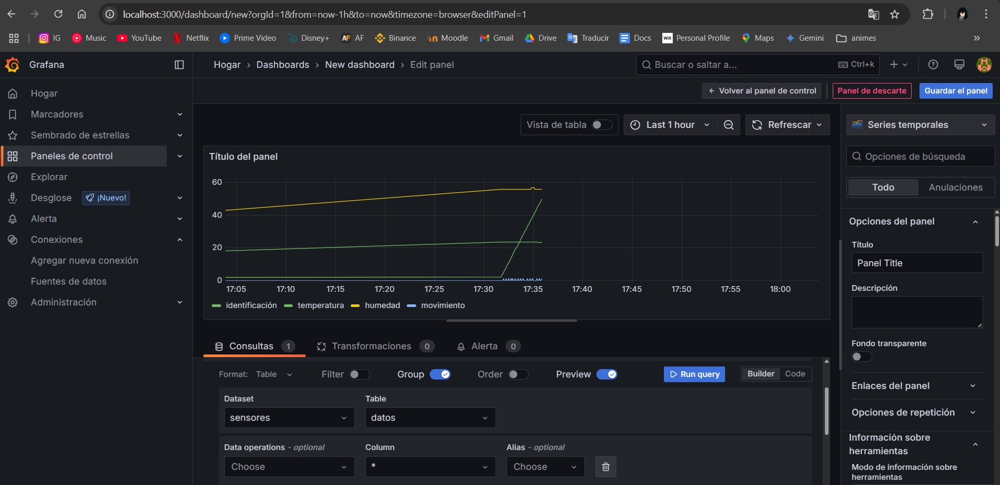 localhost:3000/dashboard/new?orgId=1&from=now-1h&to=now&timezone=browser&editPanel=1
IG Music YouTube Netflix Prime Video Disney+ AF AF Binance Moodle Gmail Drive Traducir Docs WIX Personal Profile Maps Gemini animes
Grafana
Hogar › Dashboards › New dashboard › Edit panel
Buscar o saltar a... Ctrl+k
Volver al panel de control Panel de descarte Guardar el panel
Hogar
Marcadores
Sembrado de estrellas
Paneles de control
Explorar
Desglose ¡Nuevo!
Alerta
Conexiones
Agregar nueva conexión
Fuentes de datos
Administración
Vista de tabla Last 1 hour Refrescar
Título del panel
60
40
20
0
17:05 17:10 17:15 17:20 17:25 17:30 17:35 17:40 17:45 17:50 17:55 18:00
identificación temperatura humedad movimiento
Consultas 1 Transformaciones 0 Alerta 0
Format: Table Filter Group Order Preview Run query Builder Code
Dataset Table
sensores datos
Data operations - optional Column Alias - optional
Choose * Choose
Series temporales
Opciones de búsqueda
Todo Anulaciones
Opciones del panel
Título
Panel Title
Descripción
Fondo transparente
Enlaces del panel
Opciones de repetición
Información sobre
herramientas
Modo de información sobre
herramientas